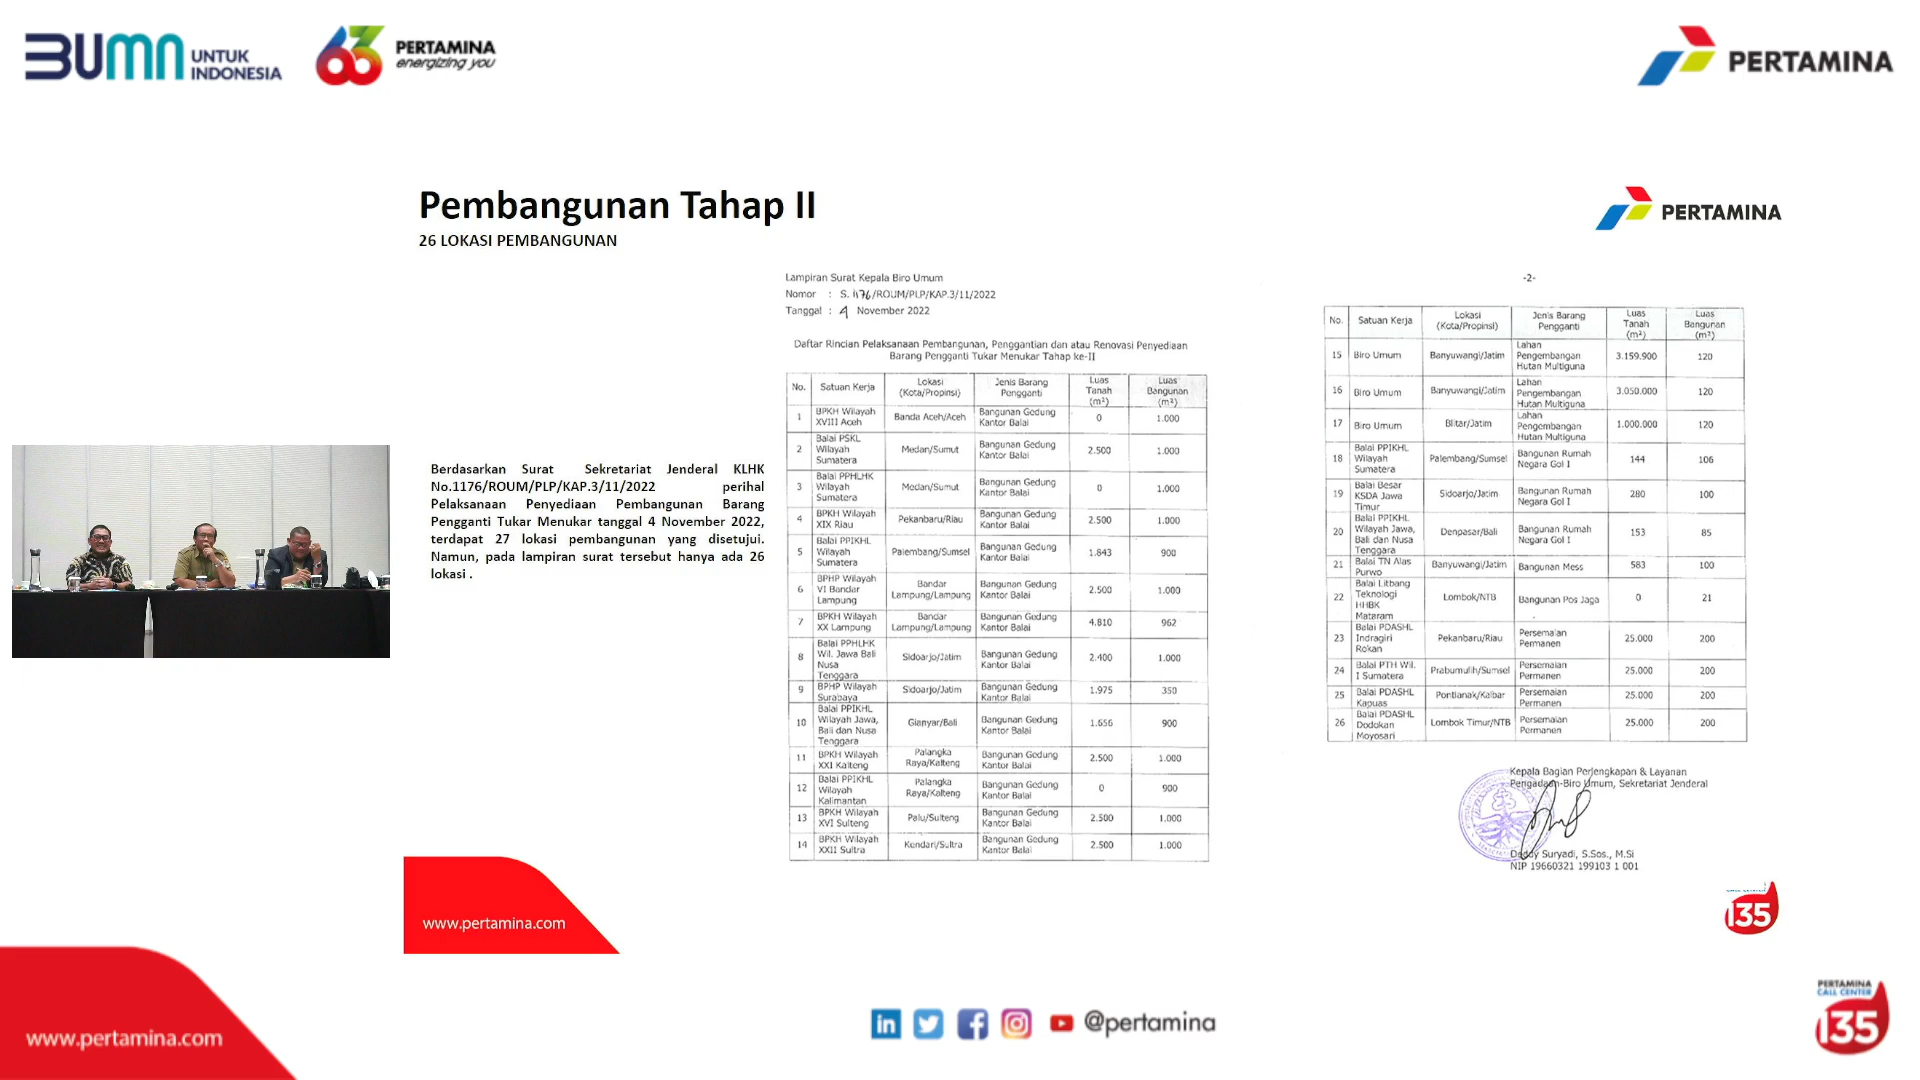 BUMN UNTUK INDONESIA
63 PERTAMINA energizing you
PERTAMINA
Pembangunan Tahap II
26 LOKASI PEMBANGUNAN
PERTAMINA
Berdasarkan Surat Sekretariat Jenderal KLHK
No.1176/ROUM/PLP/KAP.3/11/2022 perihal
Pelaksanaan Penyediaan Pembangunan Barang
Pengganti Tukar Menukar tanggal 4 November 2022,
terdapat 27 lokasi pembangunan yang disetujui.
Namun, pada lampiran surat tersebut hanya ada 26
lokasi .
Lampiran Surat Kepala Biro Umum
Nomor : S. 1176/ROUM/PLP/KAP.3/11/2022
Tanggal : 4 November 2022
Daftar Rincian Pelaksanaan Pembangunan, Penggantian dan atau Renovasi Penyediaan
Barang Pengganti Tukar Menukar Tahap ke-II
No. Satuan Kerja Lokasi (Kota/Propinsi) Jenis Barang Pengganti Luas Tanah (m²) Luas Bangunan (m²)
1 BPKH Wilayah XVIII Aceh Banda Aceh/Aceh Bangunan Gedung Kantor Balai 0 1.000
2 Balai PSKL Wilayah Sumatera Medan/Sumut Bangunan Gedung Kantor Balai 2.500 1.000
3 Balai PPHLHK Wilayah Sumatera Medan/Sumut Bangunan Gedung Kantor Balai 0 1.000
4 BPKH Wilayah XIX Riau Pekanbaru/Riau Bangunan Gedung Kantor Balai 2.500 1.000
5 Balai PPIKHL Wilayah Sumatera Palembang/Sumsel Bangunan Gedung Kantor Balai 1.843 900
6 BPHP Wilayah VI Bandar Lampung Bandar Lampung/Lampung Bangunan Gedung Kantor Balai 2.500 1.000
7 BPKH Wilayah XX Lampung Bandar Lampung/Lampung Bangunan Gedung Kantor Balai 4.810 962
8 Balai PPHLHK Wil. Jawa Bali Nusa Tenggara Sidoarjo/Jatim Bangunan Gedung Kantor Balai 2.400 1.000
9 BPHP Wilayah Surabaya Sidoarjo/Jatim Bangunan Gedung Kantor Balai 1.975 350
10 Balai PPIKHL Wilayah Jawa, Bali dan Nusa Tenggara Gianyar/Bali Bangunan Gedung Kantor Balai 1.656 900
11 BPKH Wilayah XXI Kalteng Palangka Raya/Kalteng Bangunan Gedung Kantor Balai 2.500 1.000
12 Balai PPIKHL Wilayah Kalimantan Palangka Raya/Kalteng Bangunan Gedung Kantor Balai 0 900
13 BPKH Wilayah XVI Sulteng Palu/Sulteng Bangunan Gedung Kantor Balai 2.500 1.000
14 BPKH Wilayah XXII Sultra Kendari/Sultra Bangunan Gedung Kantor Balai 2.500 1.000
-2-
No. Satuan Kerja Lokasi (Kota/Propinsi) Jenis Barang Pengganti Luas Tanah (m²) Luas Bangunan (m²)
15 Biro Umum Banyuwangi/Jatim Lahan Pengembangan Hutan Multiguna 3.159.900 120
16 Biro Umum Banyuwangi/Jatim Lahan Pengembangan Hutan Multiguna 3.050.000 120
17 Biro Umum Blitar/Jatim Lahan Pengembangan Hutan Multiguna 1.000.000 120
18 Balai PPIKHL Wilayah Sumatera Palembang/Sumsel Bangunan Rumah Negara Gol I 144 106
19 Balai Besar KSDA Jawa Timur Sidoarjo/Jatim Bangunan Rumah Negara Gol I 280 100
20 Balai PPIKHL Wilayah Jawa, Bali dan Nusa Tenggara Denpasar/Bali Bangunan Rumah Negara Gol I 153 85
21 Balai TN Alas Purwo Banyuwangi/Jatim Bangunan Mess 583 100
22 Balai Litbang Teknologi HHBK Mataram Lombok/NTB Bangunan Pos Jaga 0 21
23 Balai PDASHL Indragiri Rokan Pekanbaru/Riau Persemaian Permanen 25.000 200
24 Balai PTH Wil. I Sumatera Prabumulih/Sumsel Persemaian Permanen 25.000 200
25 Balai PDASHL Kapuas Pontianak/Kalbar Persemaian Permanen 25.000 200
26 Balai PDASHL Dodokan Moyosari Lombok Timur/NTB Persemaian Permanen 25.000 200
Kepala Bagian Perlengkapan & Layanan
Pengadaan-Biro Umum, Sekretariat Jenderal
Deddy Suryadi, S.Sos., M.Si
NIP 19660321 199103 1 001
www.pertamina.com
135
www.pertamina.com
@pertamina
PERTAMINA
CALL CENTER
135